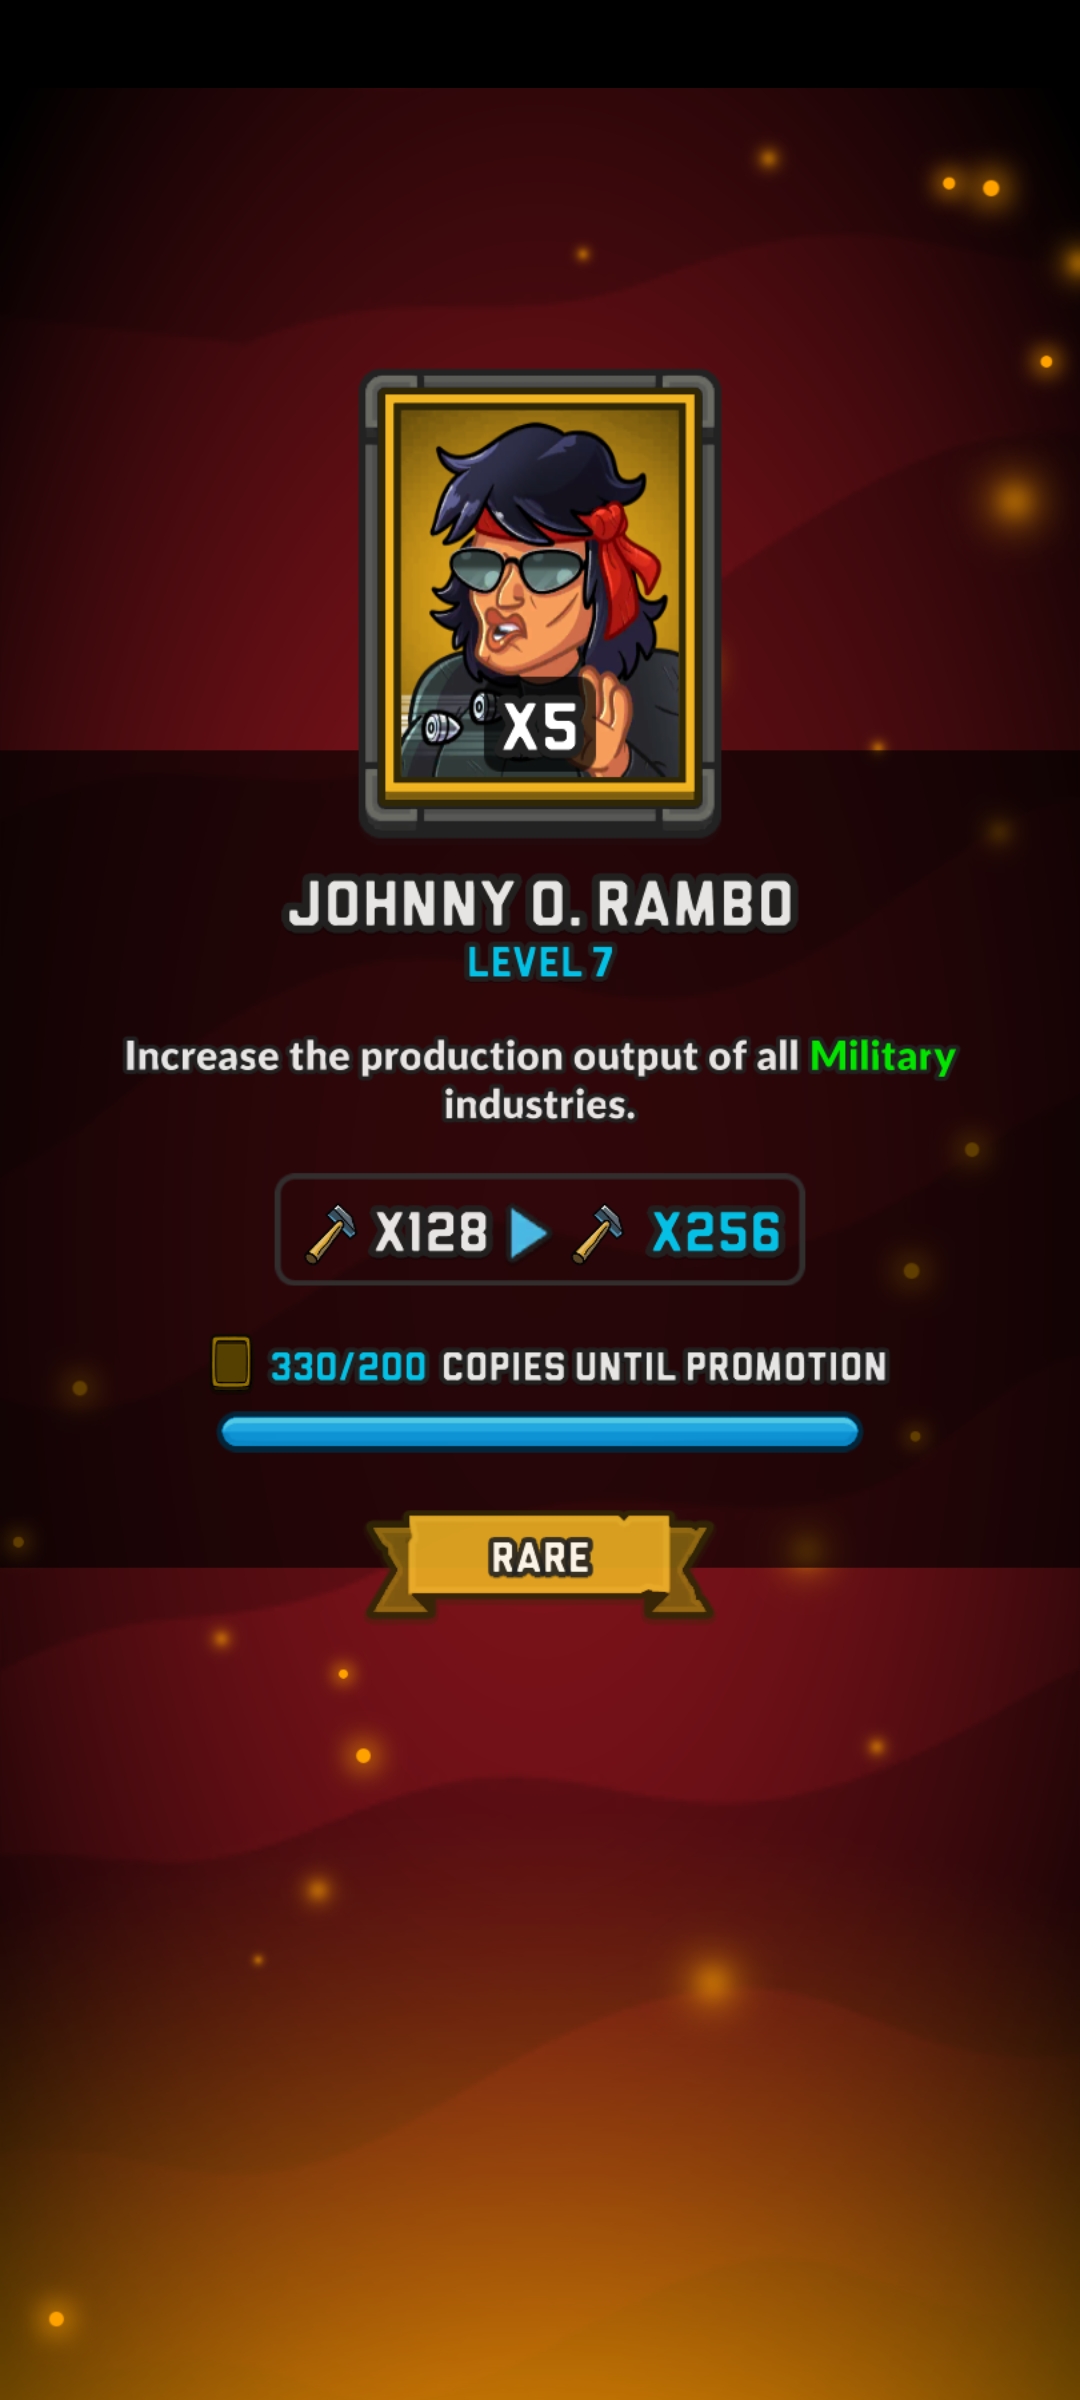 X5
JOHNNY O. RAMBO
LEVEL 7
Increase the production output of all Military
industries.
X128 X256
330/200 COPIES UNTIL PROMOTION
RARE